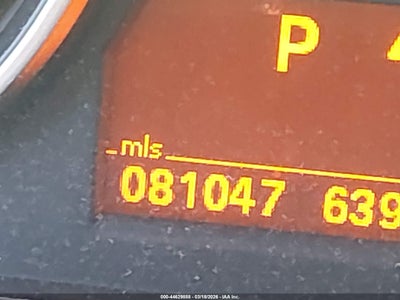 P
mls
081047 639
000-44629888 - 03/18/2026 - IAA Inc.